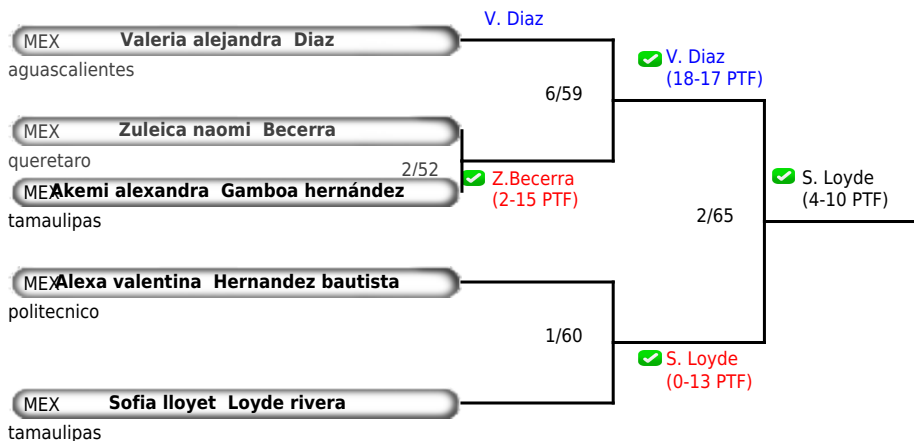 V. Diaz
MEX Valeria alejandra Diaz
aguascalientes
V. Diaz
(18-17 PTF)
6/59
MEX Zuleica naomi Becerra
queretaro
2/52
Z.Becerra
(2-15 PTF)
MEX Akemi alexandra Gamboa hernández
tamaulipas
S. Loyde
(4-10 PTF)
2/65
MEX Alexa valentina Hernandez bautista
politecnico
1/60
S. Loyde
(0-13 PTF)
MEX Sofia lloyet Loyde rivera
tamaulipas